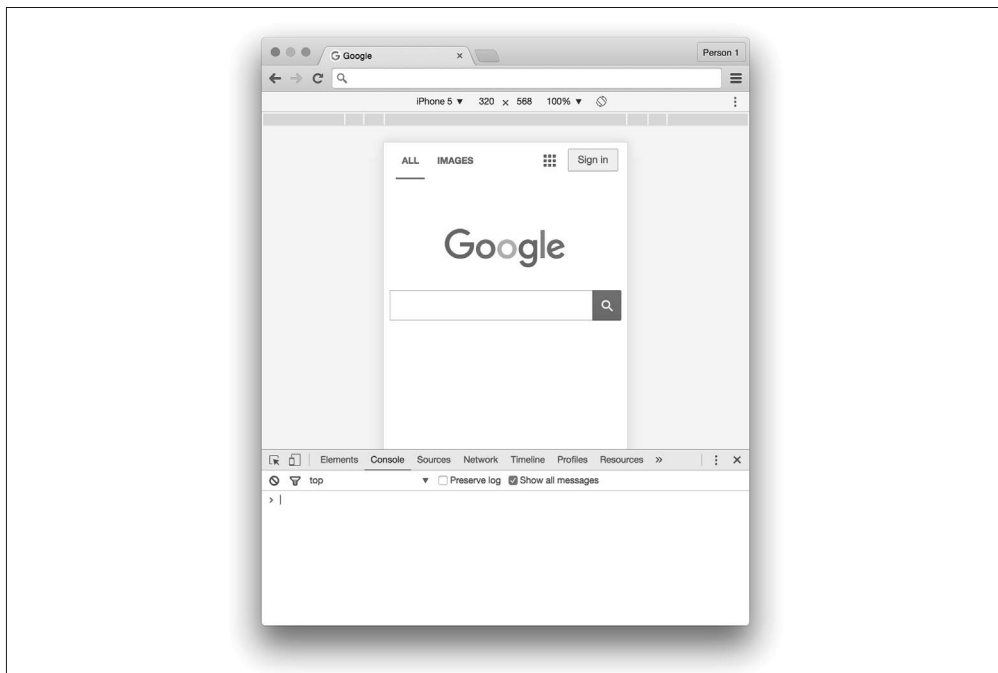 Google
Person 1
iPhone 5 ▼ 320 × 568 100% ▼
ALL IMAGES Sign in
Google
Elements Console Sources Network Timeline Profiles Resources »
top ▼ Preserve log Show all messages
>